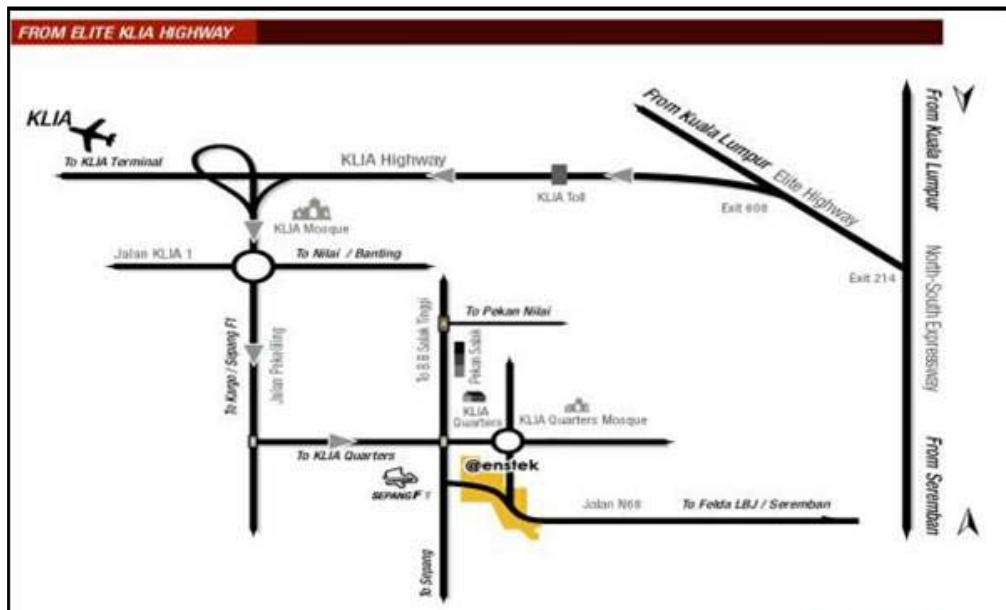 FROM ELITE KLIA HIGHWAY
KLIA
To KLIA Terminal
KLIA Highway
KLIA Toll
From Kuala Lumpur
Elite Highway
Exit 608
Exit 214
From Kuala Lumpur
North-South Expressway
From Seremban
KLIA Mosque
Jalan KLIA 1
To Nilai / Banting
To Kargo / Sepang F1
Jalan Pekeliling
To B.B Salak Tinggi
To Pekan Nilai
Pekan Salak
KLIA
Quarters
KLIA Quarters Mosque
To KLIA Quarters
@enstek
SEPANG F1
Jalan N68
To Felda LBJ / Seremban
To Sepang